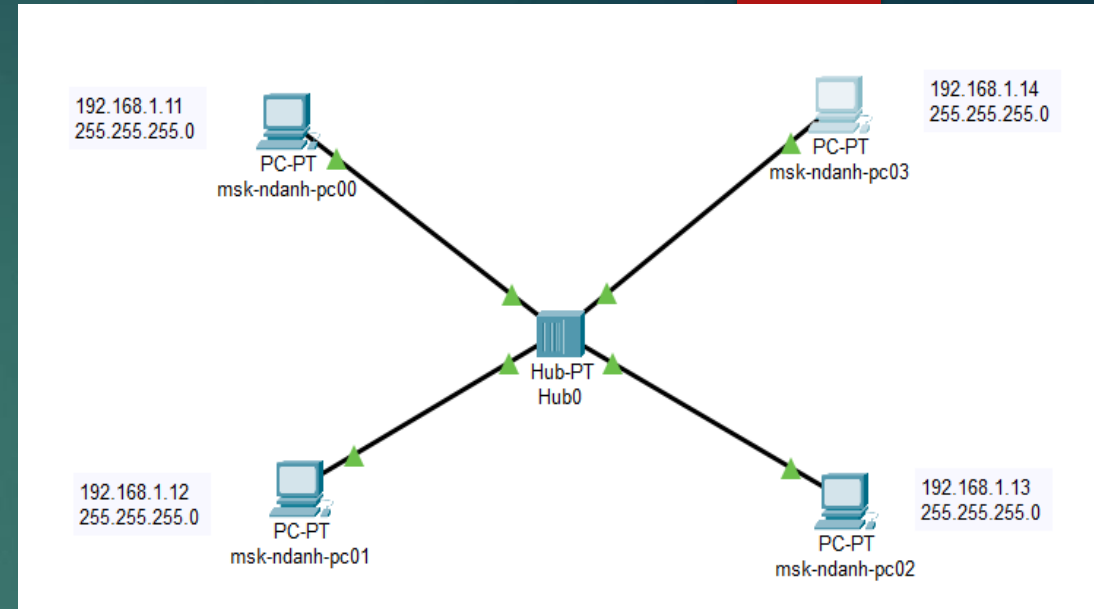 192.168.1.11
255.255.255.0
PC-PT
msk-ndanh-pc00
192.168.1.14
255.255.255.0
PC-PT
msk-ndanh-pc03
Hub-PT
Hub0
192.168.1.12
255.255.255.0
PC-PT
msk-ndanh-pc01
192.168.1.13
255.255.255.0
PC-PT
msk-ndanh-pc02